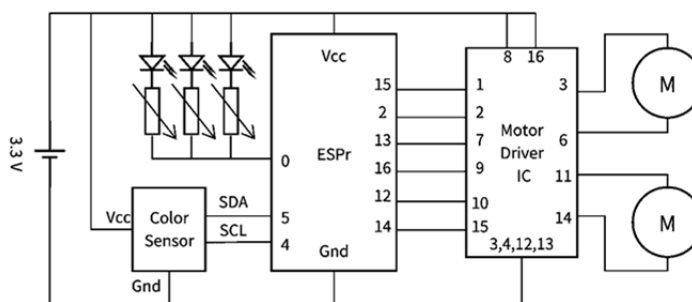 3.3 V
Vcc
Color
Sensor
Gnd
SDA
SCL
Vcc
0
5
4
ESPr
Gnd
15
2
13
16
12
14
8 16
1
2
7
9
10
15
Motor
Driver
IC
3
6
11
14
3,4,12,13
M
M